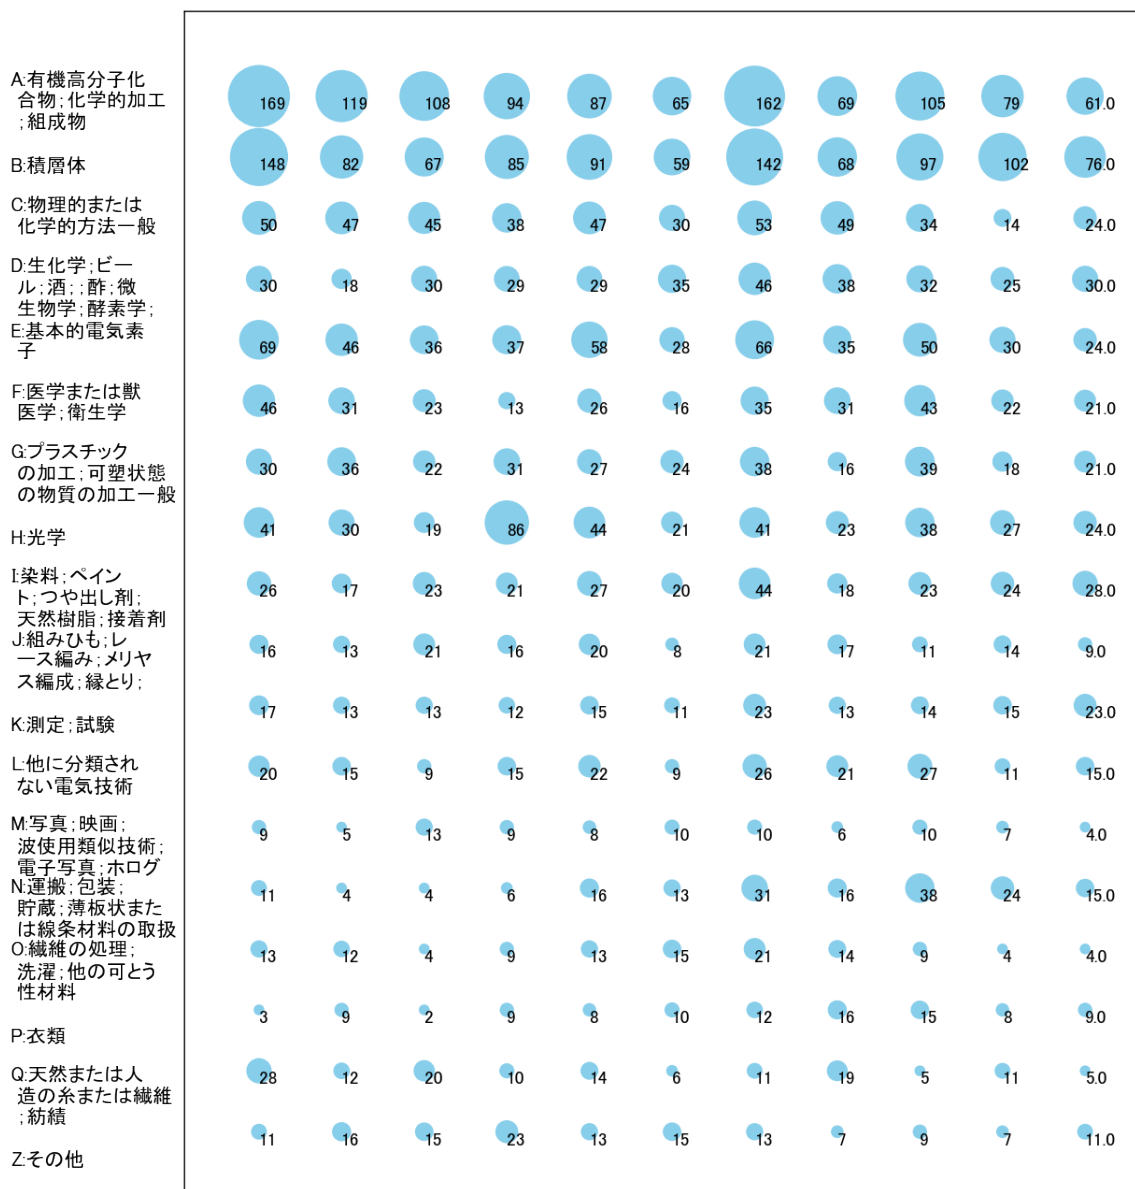 A:有機高分子化
合物;化学的加工
;組成物
169 119 108 94 87 65 162 69 105 79 61.0
B:積層体
148 82 67 85 91 59 142 68 97 102 76.0
C:物理的または
化学的方法一般
50 47 45 38 47 30 53 49 34 14 24.0
D:生化学;ビー
ル;酒;;酢;微
生物学;酵素学;
30 18 30 29 29 35 46 38 32 25 30.0
E:基本的電気素
子
69 46 36 37 58 28 66 35 50 30 24.0
F:医学または獣
医学;衛生学
46 31 23 13 26 16 35 31 43 22 21.0
G:プラスチック
の加工;可塑状態
の物質の加工一般
30 36 22 31 27 24 38 16 39 18 21.0
H:光学
41 30 19 86 44 21 41 23 38 27 24.0
I:染料;ペイン
ト;つや出し剤;
天然樹脂;接着剤
26 17 23 21 27 20 44 18 23 24 28.0
J:組みひも;レ
ース編み;メリヤ
ス編成;縁とり;
16 13 21 16 20 8 21 17 11 14 9.0
K:測定;試験
17 13 13 12 15 11 23 13 14 15 23.0
L:他に分類され
ない電気技術
20 15 9 15 22 9 26 21 27 11 15.0
M:写真;映画;
波使用類似技術;
電子写真;ホログ
9 5 13 9 8 10 10 6 10 7 4.0
N:運搬;包装;
貯蔵;薄板状また
は線条材料の取扱
11 4 4 6 16 13 31 16 38 24 15.0
O:繊維の処理;
洗濯;他の可とう
性材料
13 12 4 9 13 15 21 14 9 4 4.0
P:衣類
3 9 2 9 8 10 12 16 15 8 9.0
Q:天然または人
造の糸または繊維
;紡績
28 12 20 10 14 6 11 19 5 11 5.0
Z:その他
11 16 15 23 13 15 13 7 9 7 11.0